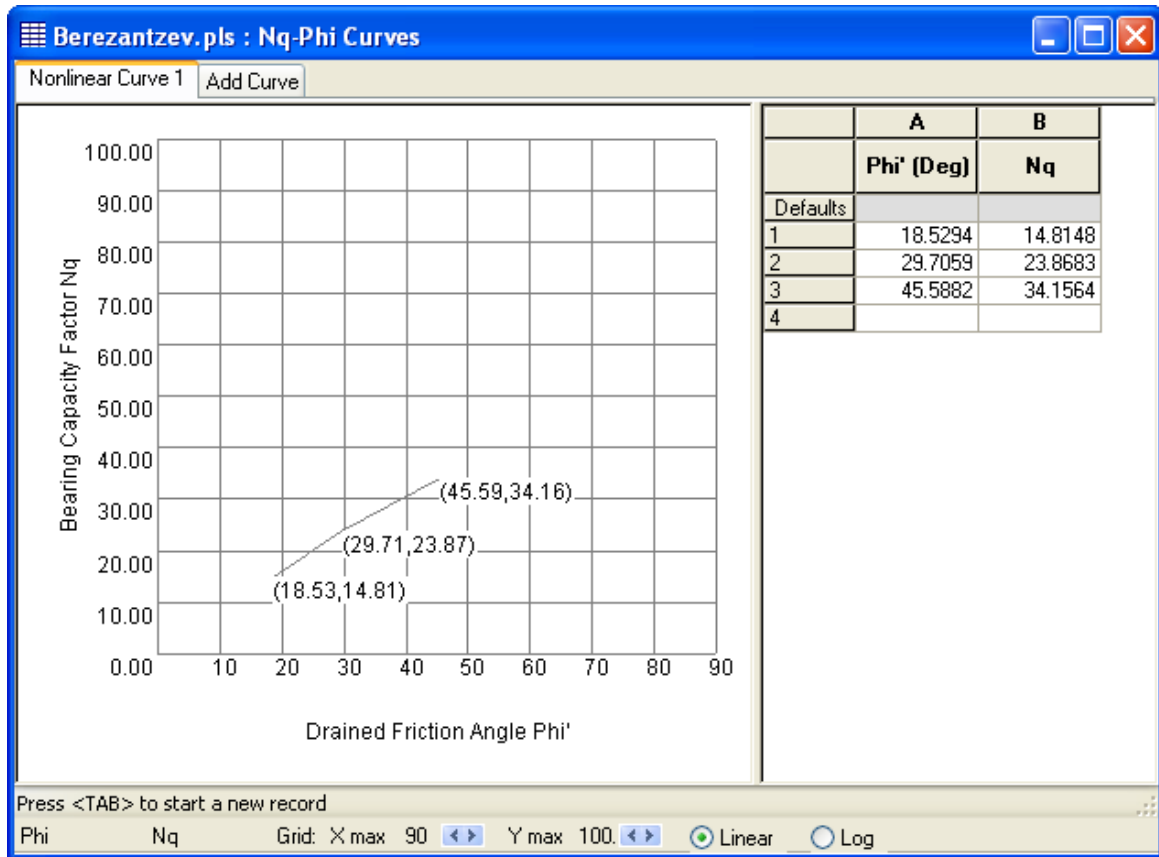 Berezantzev.pls : Nq-Phi Curves
Nonlinear Curve 1 Add Curve
100.00
90.00
80.00
70.00
60.00
50.00
40.00
30.00
20.00
10.00
0.00
Bearing Capacity Factor Nq
(45.59,34.16)
(29.71,23.87)
(18.53,14.81)
10 20 30 40 50 60 70 80 90
Drained Friction Angle Phi'
A B
Phi' (Deg) Nq
Defaults
1 18.5294 14.8148
2 29.7059 23.8683
3 45.5882 34.1564
4
Press <TAB> to start a new record
Phi Nq Grid: X max 90 Y max 100. Linear Log